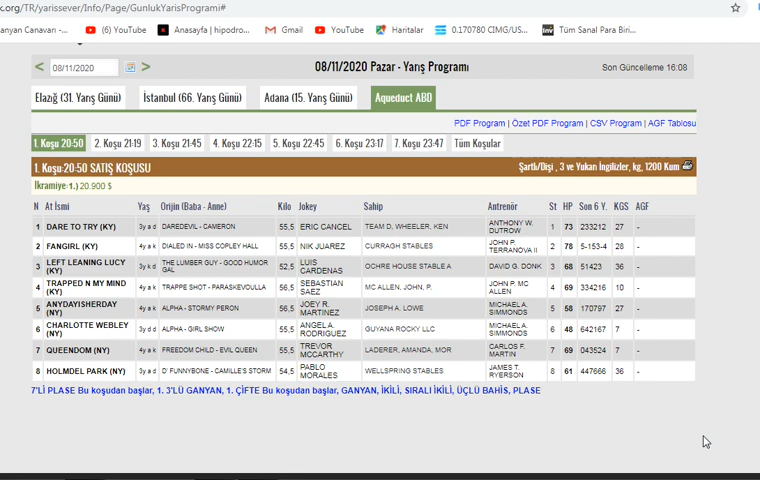 k.org/TR/yarissever/Info/Page/GunlukYarisProgrami#
anyan Canavarı -... (6) YouTube Anasayfa | hipodro... Gmail YouTube Haritalar 0.170780 CIMG/US... Inv Tüm Sanal Para Biri...
< 08/11/2020 > 08/11/2020 Pazar - Yarış Programı Son Güncelleme 16:08
Elazığ (31. Yarış Günü) İstanbul (66. Yarış Günü) Adana (15. Yarış Günü) Aqueduct ABD
PDF Program | Özet PDF Program | CSV Program | AGF Tablosu
1. Koşu 20:50 2. Koşu 21:19 3. Koşu 21:45 4. Koşu 22:15 5. Koşu 22:45 6. Koşu 23:17 7. Koşu 23:47 Tüm Koşular
1. Koşu:20:50 SATIŞ KOŞUSU Şartlı/Dişi , 3 ve Yukarı İngilizler, kg, 1200 Kum
İkramiye 1.) 20.900 $
N At İsmi Yaş Orijin (Baba - Anne) Kilo Jokey Sahip Antrenör St HP Son 6 Y. KGS AGF
1 DARE TO TRY (KY) 3y a d DAREDEVIL - CAMERON 55,5 ERIC CANCEL TEAM D, WHEELER, KEN ANTHONY W. DUTROW 1 73 233212 27 -
2 FANGIRL (KY) 4y a k DIALED IN - MISS COPLEY HALL 55,5 NIK JUAREZ CURRAGH STABLES JOHN P. TERRANOVA II 2 78 5-153-4 28 -
3 LEFT LEANING LUCY (KY) 3y k d THE LUMBER GUY - GOOD HUMOR GAL 52,5 LUIS CARDENAS OCHRE HOUSE STABLE A DAVID G. DONK 3 68 51423 36 -
4 TRAPPED N MY MIND (KY) 4y a k TRAPPE SHOT - PARASKEVOULLA 56,5 SEBASTIAN SAEZ MC ALLEN, JOHN, P. JOHN P. MC ALLEN 4 69 334216 10 -
5 ANYDAYISHERDAY (NY) 4y a k ALPHA - STORMY PERON 56,5 JOEY R. MARTINEZ JOSEPH A. LOWE MICHAEL A. SIMMONDS 5 58 170797 27 -
6 CHARLOTTE WEBLEY (NY) 3y d d ALPHA - GIRL SHOW 55,5 ANGEL A. RODRIGUEZ GUYANA ROCKY LLC MICHAEL A. SIMMONDS 6 48 642167 7 -
7 QUEENDOM (NY) 4y a k FREEDOM CHILD - EVIL QUEEN 55,5 TREVOR MCCARTHY LADERER, AMANDA, MOR CARLOS F. MARTIN 7 69 043524 7 -
8 HOLMDEL PARK (NY) 3y a d D' FUNNYBONE - CAMILLE'S STORM 54,5 PABLO MORALES WELLSPRING STABLES JAMES T. RYERSON 8 61 447666 36 -
7'Lİ PLASE Bu koşudan başlar, 1. 3'LÜ GANYAN, 1. ÇİFTE Bu koşudan başlar, GANYAN, İKİLİ, SIRALI İKİLİ, ÜÇLÜ BAHİS, PLASE